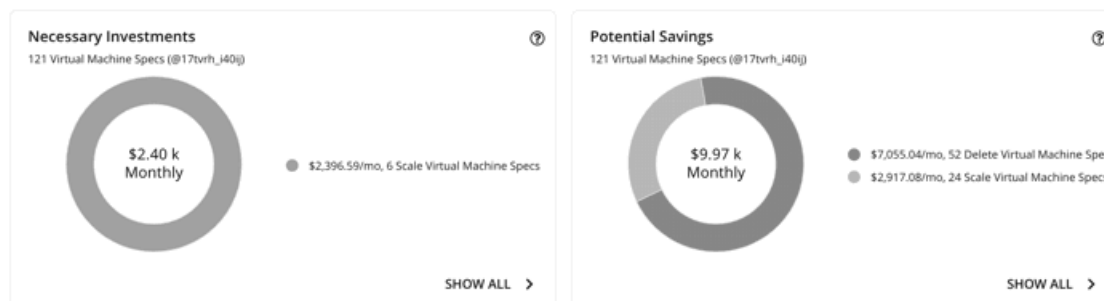 Necessary Investments
121 Virtual Machine Specs (@17tvrh_i40ij)
$2.40 k
Monthly
$2,396.59/mo, 6 Scale Virtual Machine Specs
SHOW ALL
Potential Savings
121 Virtual Machine Specs (@17tvrh_i40ij)
$9.97 k
Monthly
$7,055.04/mo, 52 Delete Virtual Machine Spe
$2,917.08/mo, 24 Scale Virtual Machine Spec
SHOW ALL